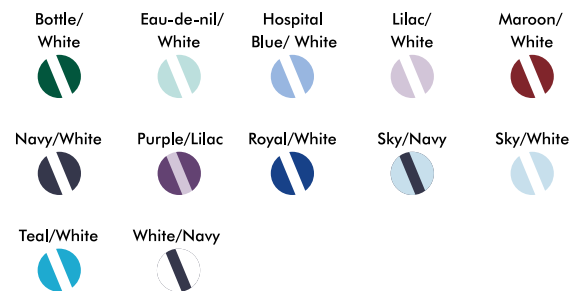 Bottle/
White
Eau-de-nil/
White
Hospital
Blue/ White
Lilac/
White
Maroon/
White
Navy/White
Purple/Lilac
Royal/White
Sky/Navy
Sky/White
Teal/White
White/Navy